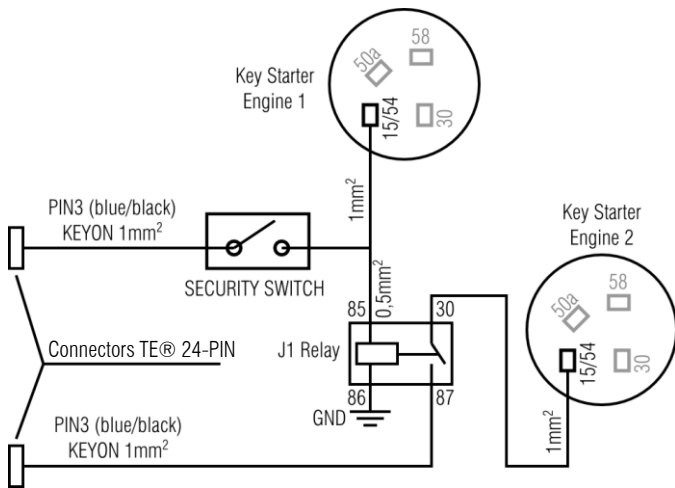 58
50a
Key Starter
Engine 1
15/54
30
1mm²
PIN3 (blue/black)
KEYON 1mm²
SECURITY SWITCH
Key Starter
Engine 2
58
50a
15/54
30
1mm²
0,5mm²
85
30
J1 Relay
86
87
GND
Connectors TE® 24-PIN
PIN3 (blue/black)
KEYON 1mm²